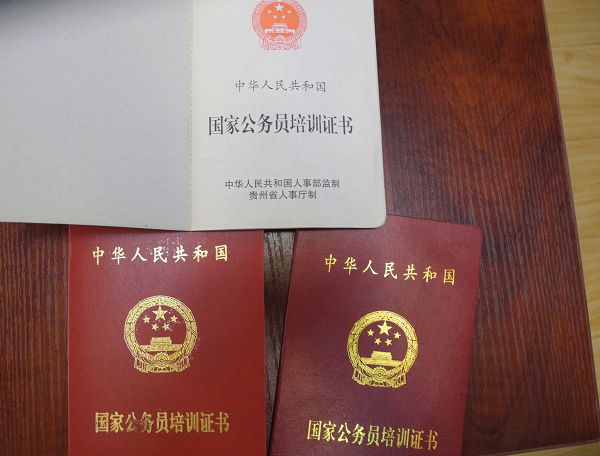 中华人民共和国
国家公务员培训证书
中华人民共和国人事部监制
贵州省人事厅制
中华人民共和国
国家公务员培训证书
中华人民共和国
国家公务员培训证书